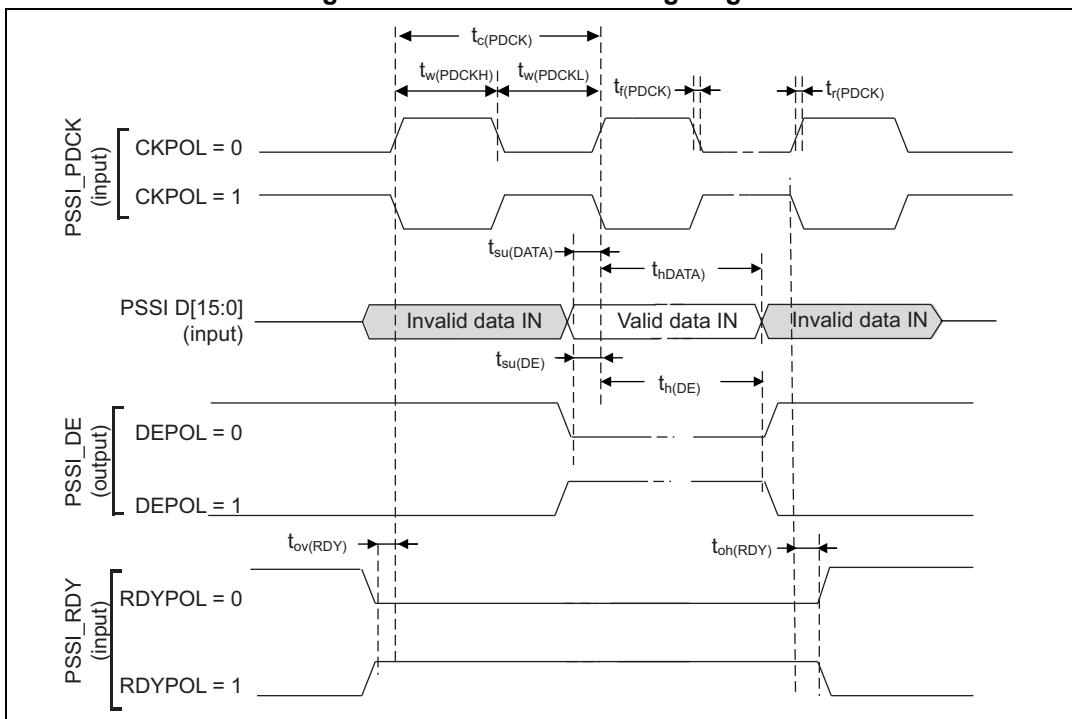 t_c(PDCK)
t_w(PDCKH)
t_w(PDCKL)
t_f(PDCK)
t_r(PDCK)
PSSI_PDCK
(input)
CKPOL = 0
CKPOL = 1
t_su(DATA)
t_hDATA)
PSSI D[15:0]
(input)
Invalid data IN
Valid data IN
Invalid data IN
t_su(DE)
t_h(DE)
PSSI_DE
(output)
DEPOL = 0
DEPOL = 1
t_ov(RDY)
t_oh(RDY)
PSSI_RDY
(input)
RDYPOL = 0
RDYPOL = 1